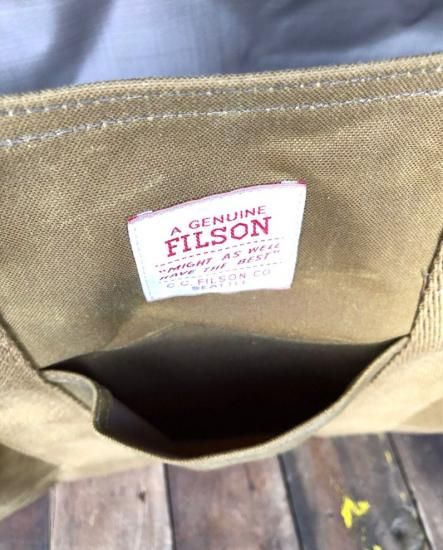 A GENUINE
FILSON
"MIGHT AS WELL
HAVE THE BEST"
C.C. FILSON CO
SEATTLE